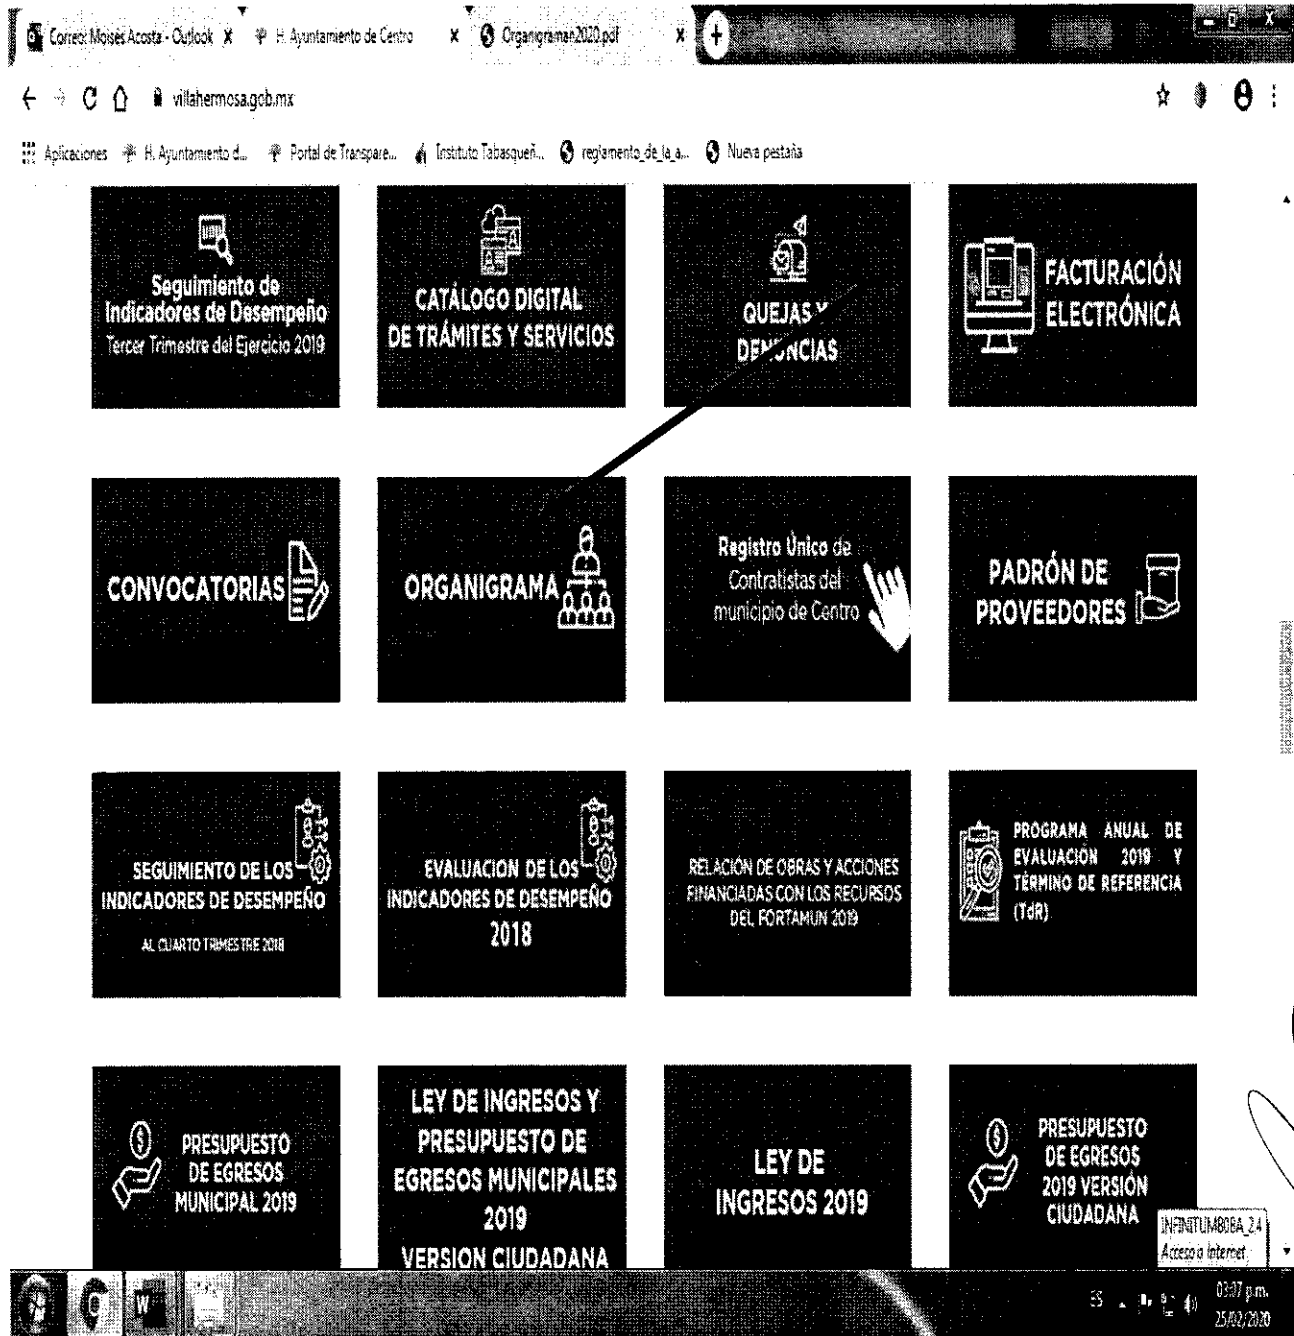 Correo: Moises Acosta - Outlook X
H. Ayuntamiento de Centro X
Organigraman2020.pdf X
+
villahermosa.gob.mx
Aplicaciones
H. Ayuntamiento d...
Portal de Transpare...
Instituto Tabasqueñ...
reglamento_de_la_a...
Nueva pestaña
Seguimiento de
Indicadores de Desempeño
Tercer Trimestre del Ejercicio 2019
CATÁLOGO DIGITAL
DE TRÁMITES Y SERVICIOS
QUEJAS Y
DENUNCIAS
FACTURACIÓN
ELECTRÓNICA
CONVOCATORIAS
ORGANIGRAMA
Registro Único de
Contratistas del
municipio de Centro
PADRÓN DE
PROVEEDORES
SEGUIMIENTO DE LOS
INDICADORES DE DESEMPEÑO
AL CUARTO TRIMESTRE 2018
EVALUACION DE LOS
INDICADORES DE DESEMPEÑO
2018
RELACIÓN DE OBRAS Y ACCIONES
FINANCIADAS CON LOS RECURSOS
DEL FORTAMUN 2019
PROGRAMA ANUAL DE
EVALUACIÓN 2019 Y
TÉRMINO DE REFERENCIA
(TdR)
PRESUPUESTO
DE EGRESOS
MUNICIPAL 2019
LEY DE INGRESOS Y
PRESUPUESTO DE
EGRESOS MUNICIPALES
2019
VERSION CIUDADANA
LEY DE
INGRESOS 2019
PRESUPUESTO
DE EGRESOS
2019 VERSIÓN
CIUDADANA
Acceso a Internet
ES
03:37 p.m.
25/02/2020